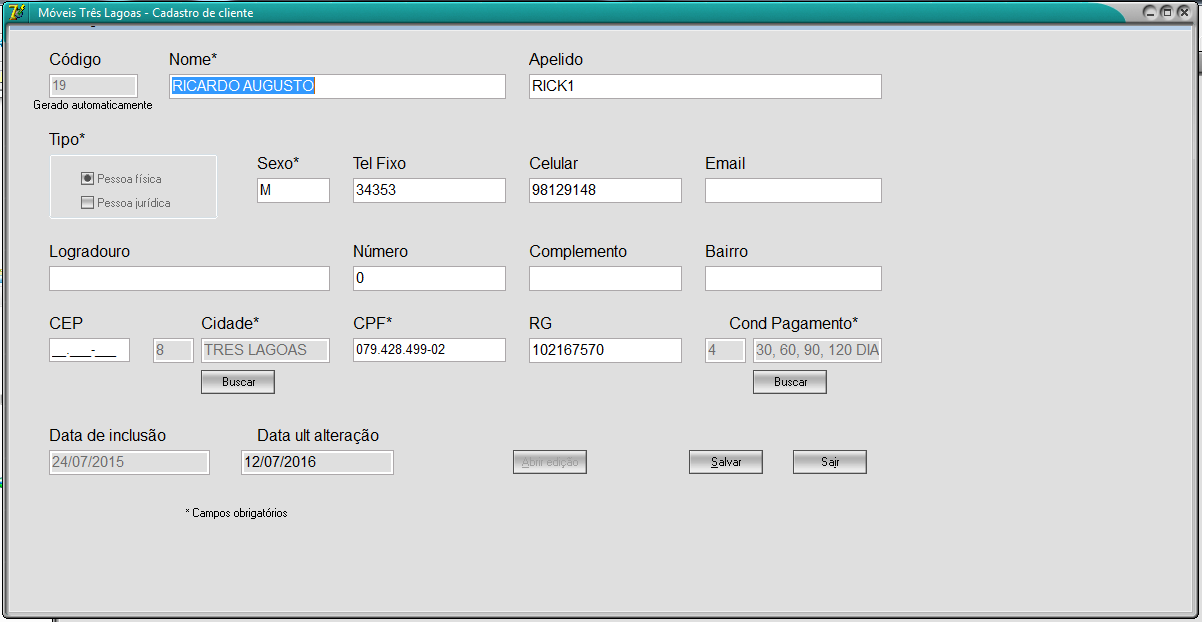 Móveis Três Lagoas - Cadastro de cliente
Código Nome* Apelido
19 RICARDO AUGUSTO RICK1
Gerado automaticamente
Tipo*
Sexo* Tel Fixo Celular Email
Pessoa física
M 34353 98129148
Pessoa jurídica
Logradouro Número Complemento Bairro
0
CEP Cidade* CPF* RG Cond Pagamento*
__.___-___ 8 TRES LAGOAS 079.428.499-02 102167570 4 30, 60, 90, 120 DIA
Buscar Buscar
Data de inclusão Data ult alteração
24/07/2015 12/07/2016 Abrir edição Salvar Sair
* Campos obrigatórios